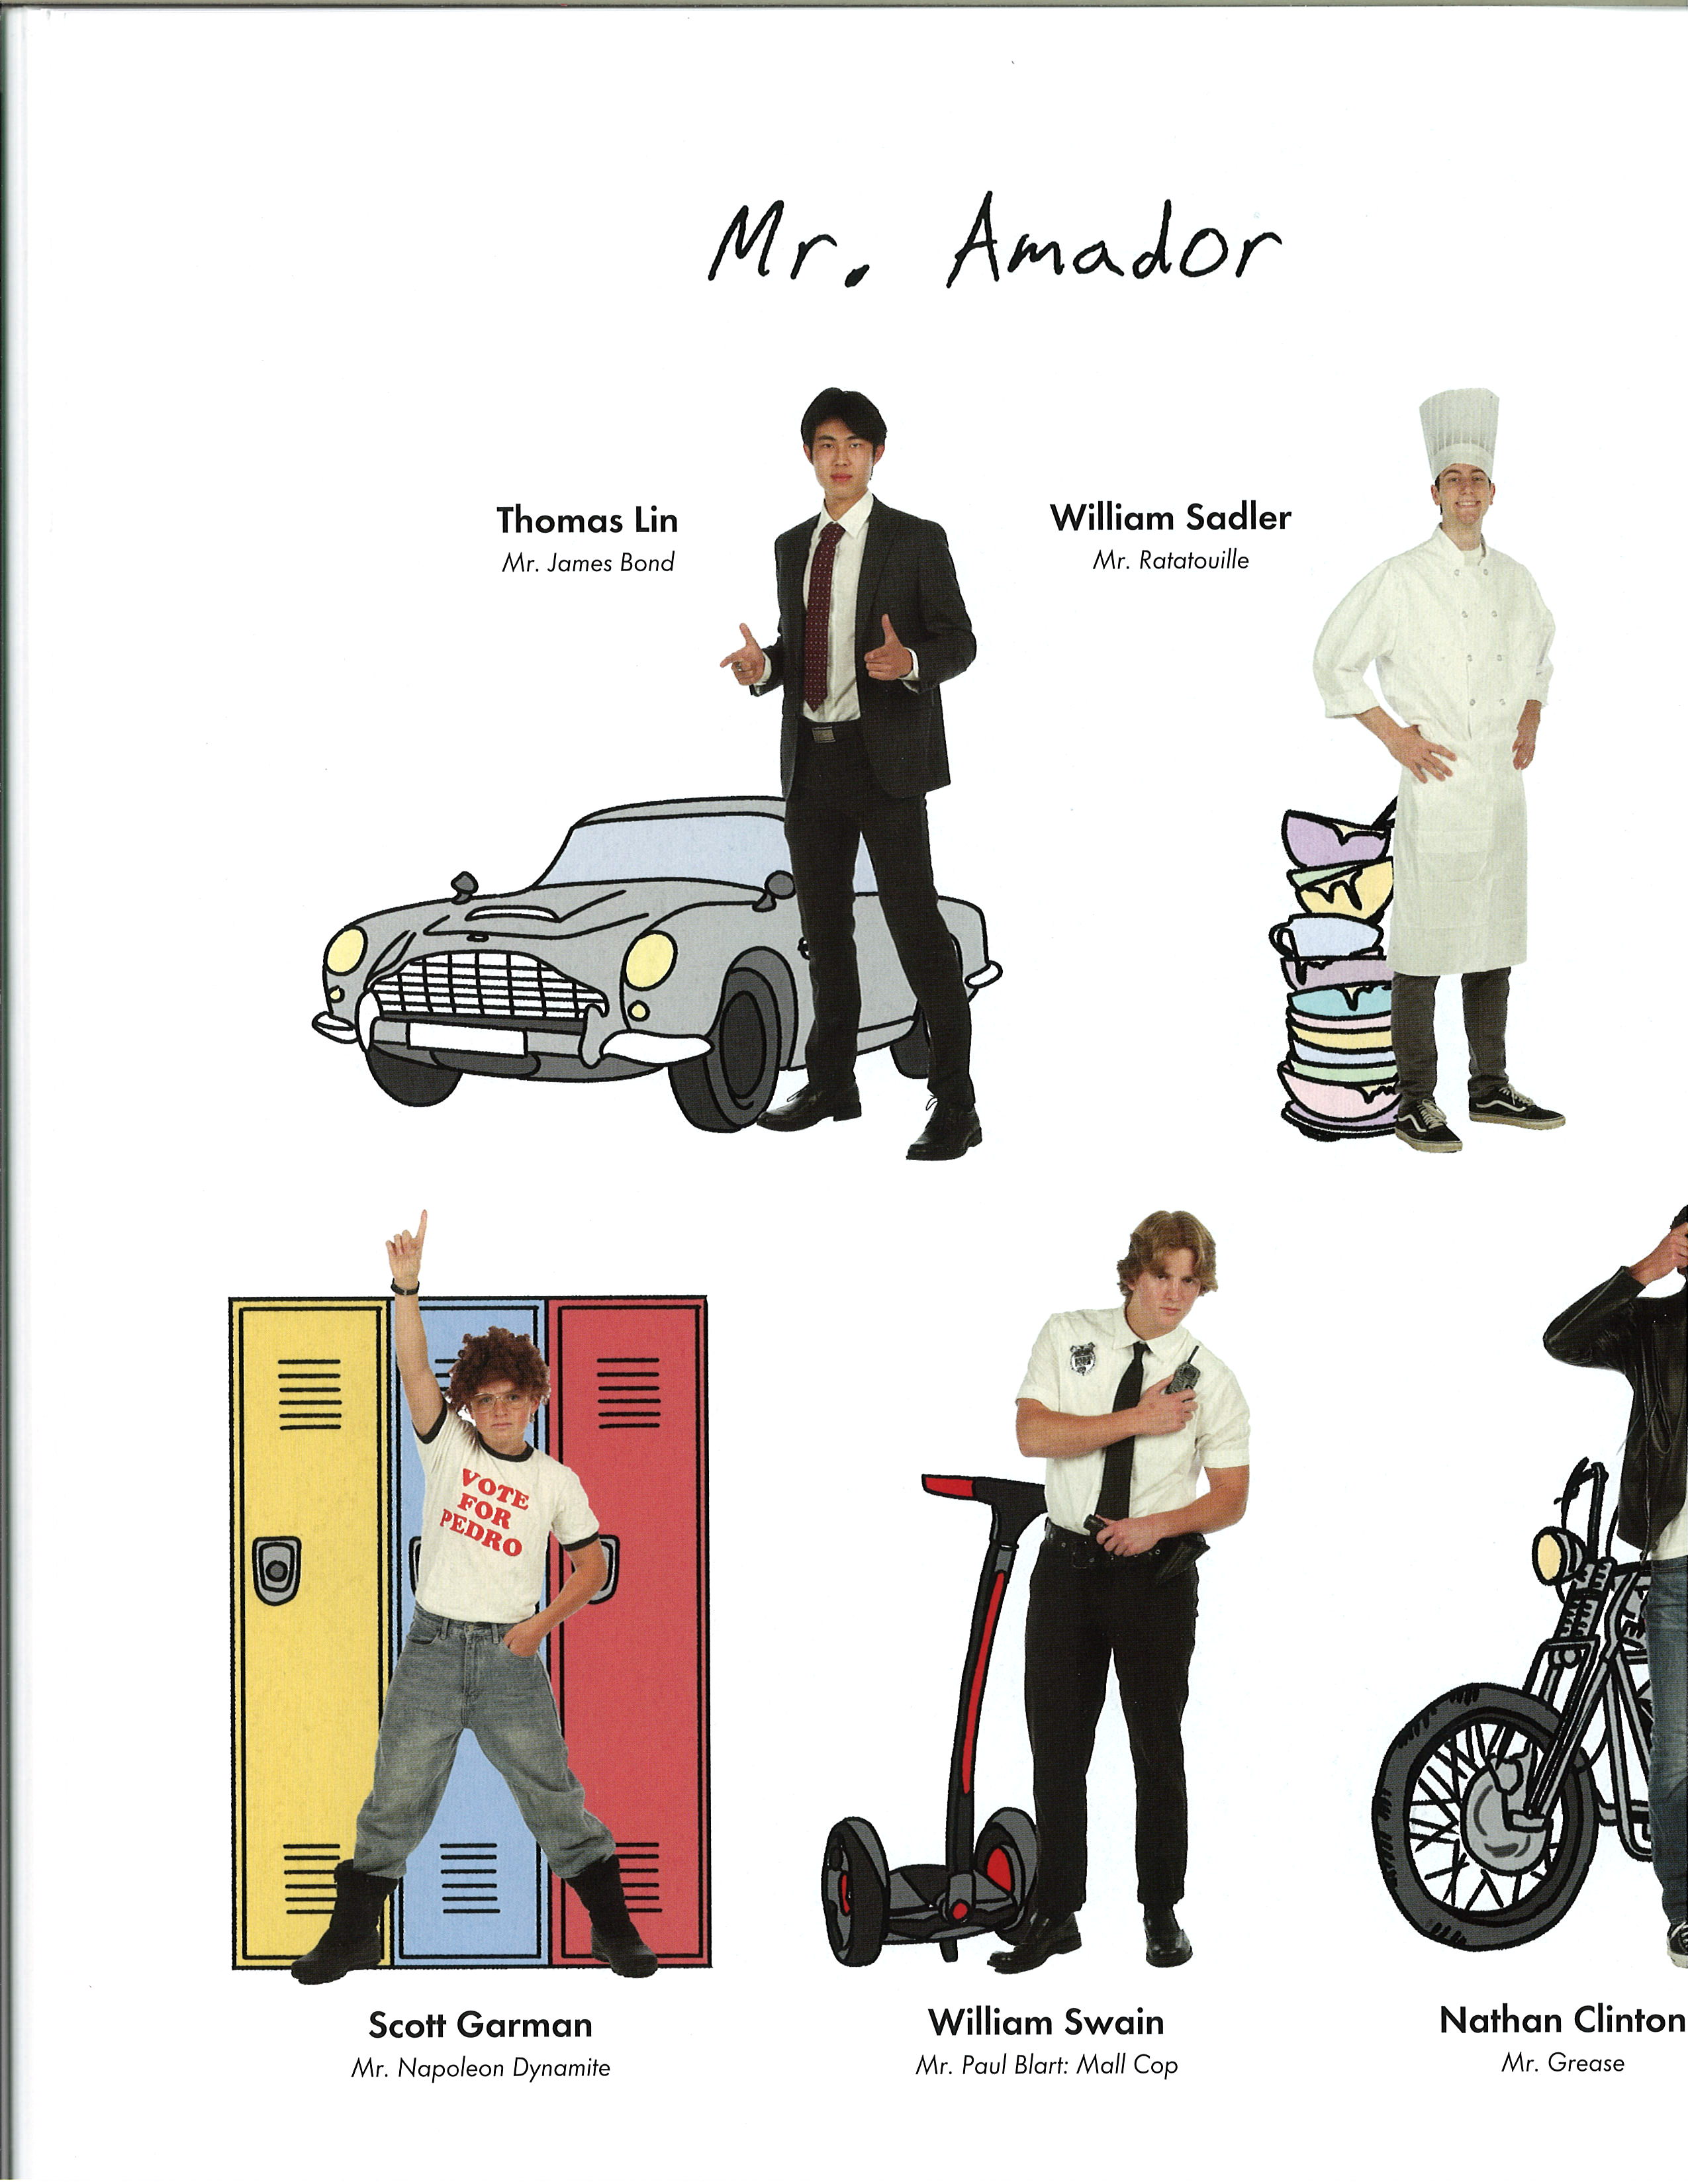 Mr. Amador
Thomas Lin
Mr. James Bond
William Sadler
Mr. Ratatouille
VOTE
FOR
PEDRO
Scott Garman
Mr. Napoleon Dynamite
William Swain
Mr. Paul Blart: Mall Cop
Nathan Clinton
Mr. Grease